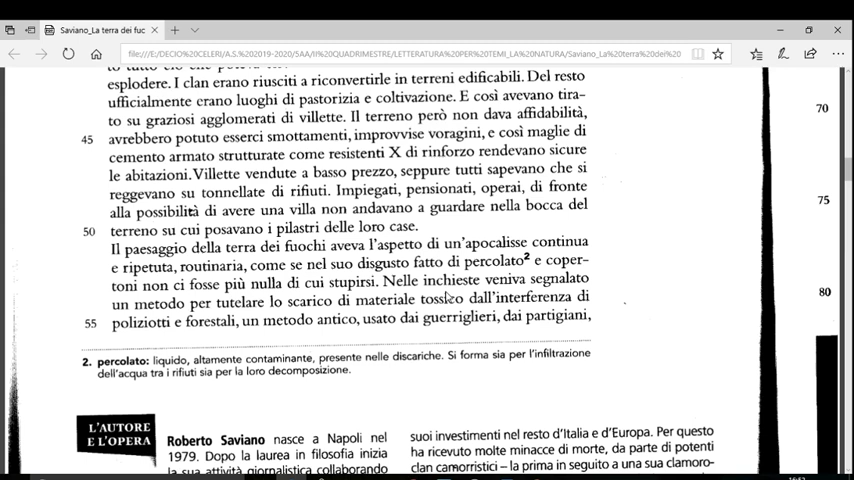 Saviano_La terra dei fuc
file:///E:/DECIO%20CELERI/A.S.%202019-2020/5AA/II%20QUADRIMESTRE/LETTERATURA%20PER%20TEMI_LA%20NATURA/Saviano_La%20terra%20dei%20
esplodere. I clan erano riusciti a riconvertirle in terreni edificabili. Del resto
ufficialmente erano luoghi di pastorizia e coltivazione. E così avevano tira-
to su graziosi agglomerati di villette. Il terreno però non dava affidabilità,
45 avrebbero potuto esserci smottamenti, improvvise voragini, e così maglie di
cemento armato strutturate come resistenti X di rinforzo rendevano sicure
le abitazioni. Villette vendute a basso prezzo, seppure tutti sapevano che si
reggevano su tonnellate di rifiuti. Impiegati, pensionati, operai, di fronte
alla possibilità di avere una villa non andavano a guardare nella bocca del
50 terreno su cui posavano i pilastri delle loro case.
Il paesaggio della terra dei fuochi aveva l'aspetto di un'apocalisse continua
e ripetuta, routinaria, come se nel suo disgusto fatto di percolato2 e coper-
toni non ci fosse più nulla di cui stupirsi. Nelle inchieste veniva segnalato
un metodo per tutelare lo scarico di materiale tossico dall'interferenza di
55 poliziotti e forestali, un metodo antico, usato dai guerriglieri, dai partigiani,
70
75
80
2. percolato: liquido, altamente contaminante, presente nelle discariche. Si forma sia per l'infiltrazione
dell'acqua tra i rifiuti sia per la loro decomposizione.
L'AUTORE
E L'OPERA
Roberto Saviano nasce a Napoli nel
1979. Dopo la laurea in filosofia inizia
la sua attività giornalistica collaborando
suoi investimenti nel resto d'Italia e d'Europa. Per questo
ha ricevuto molte minacce di morte, da parte di potenti
clan camorristici – la prima in seguito a una sua clamoro-